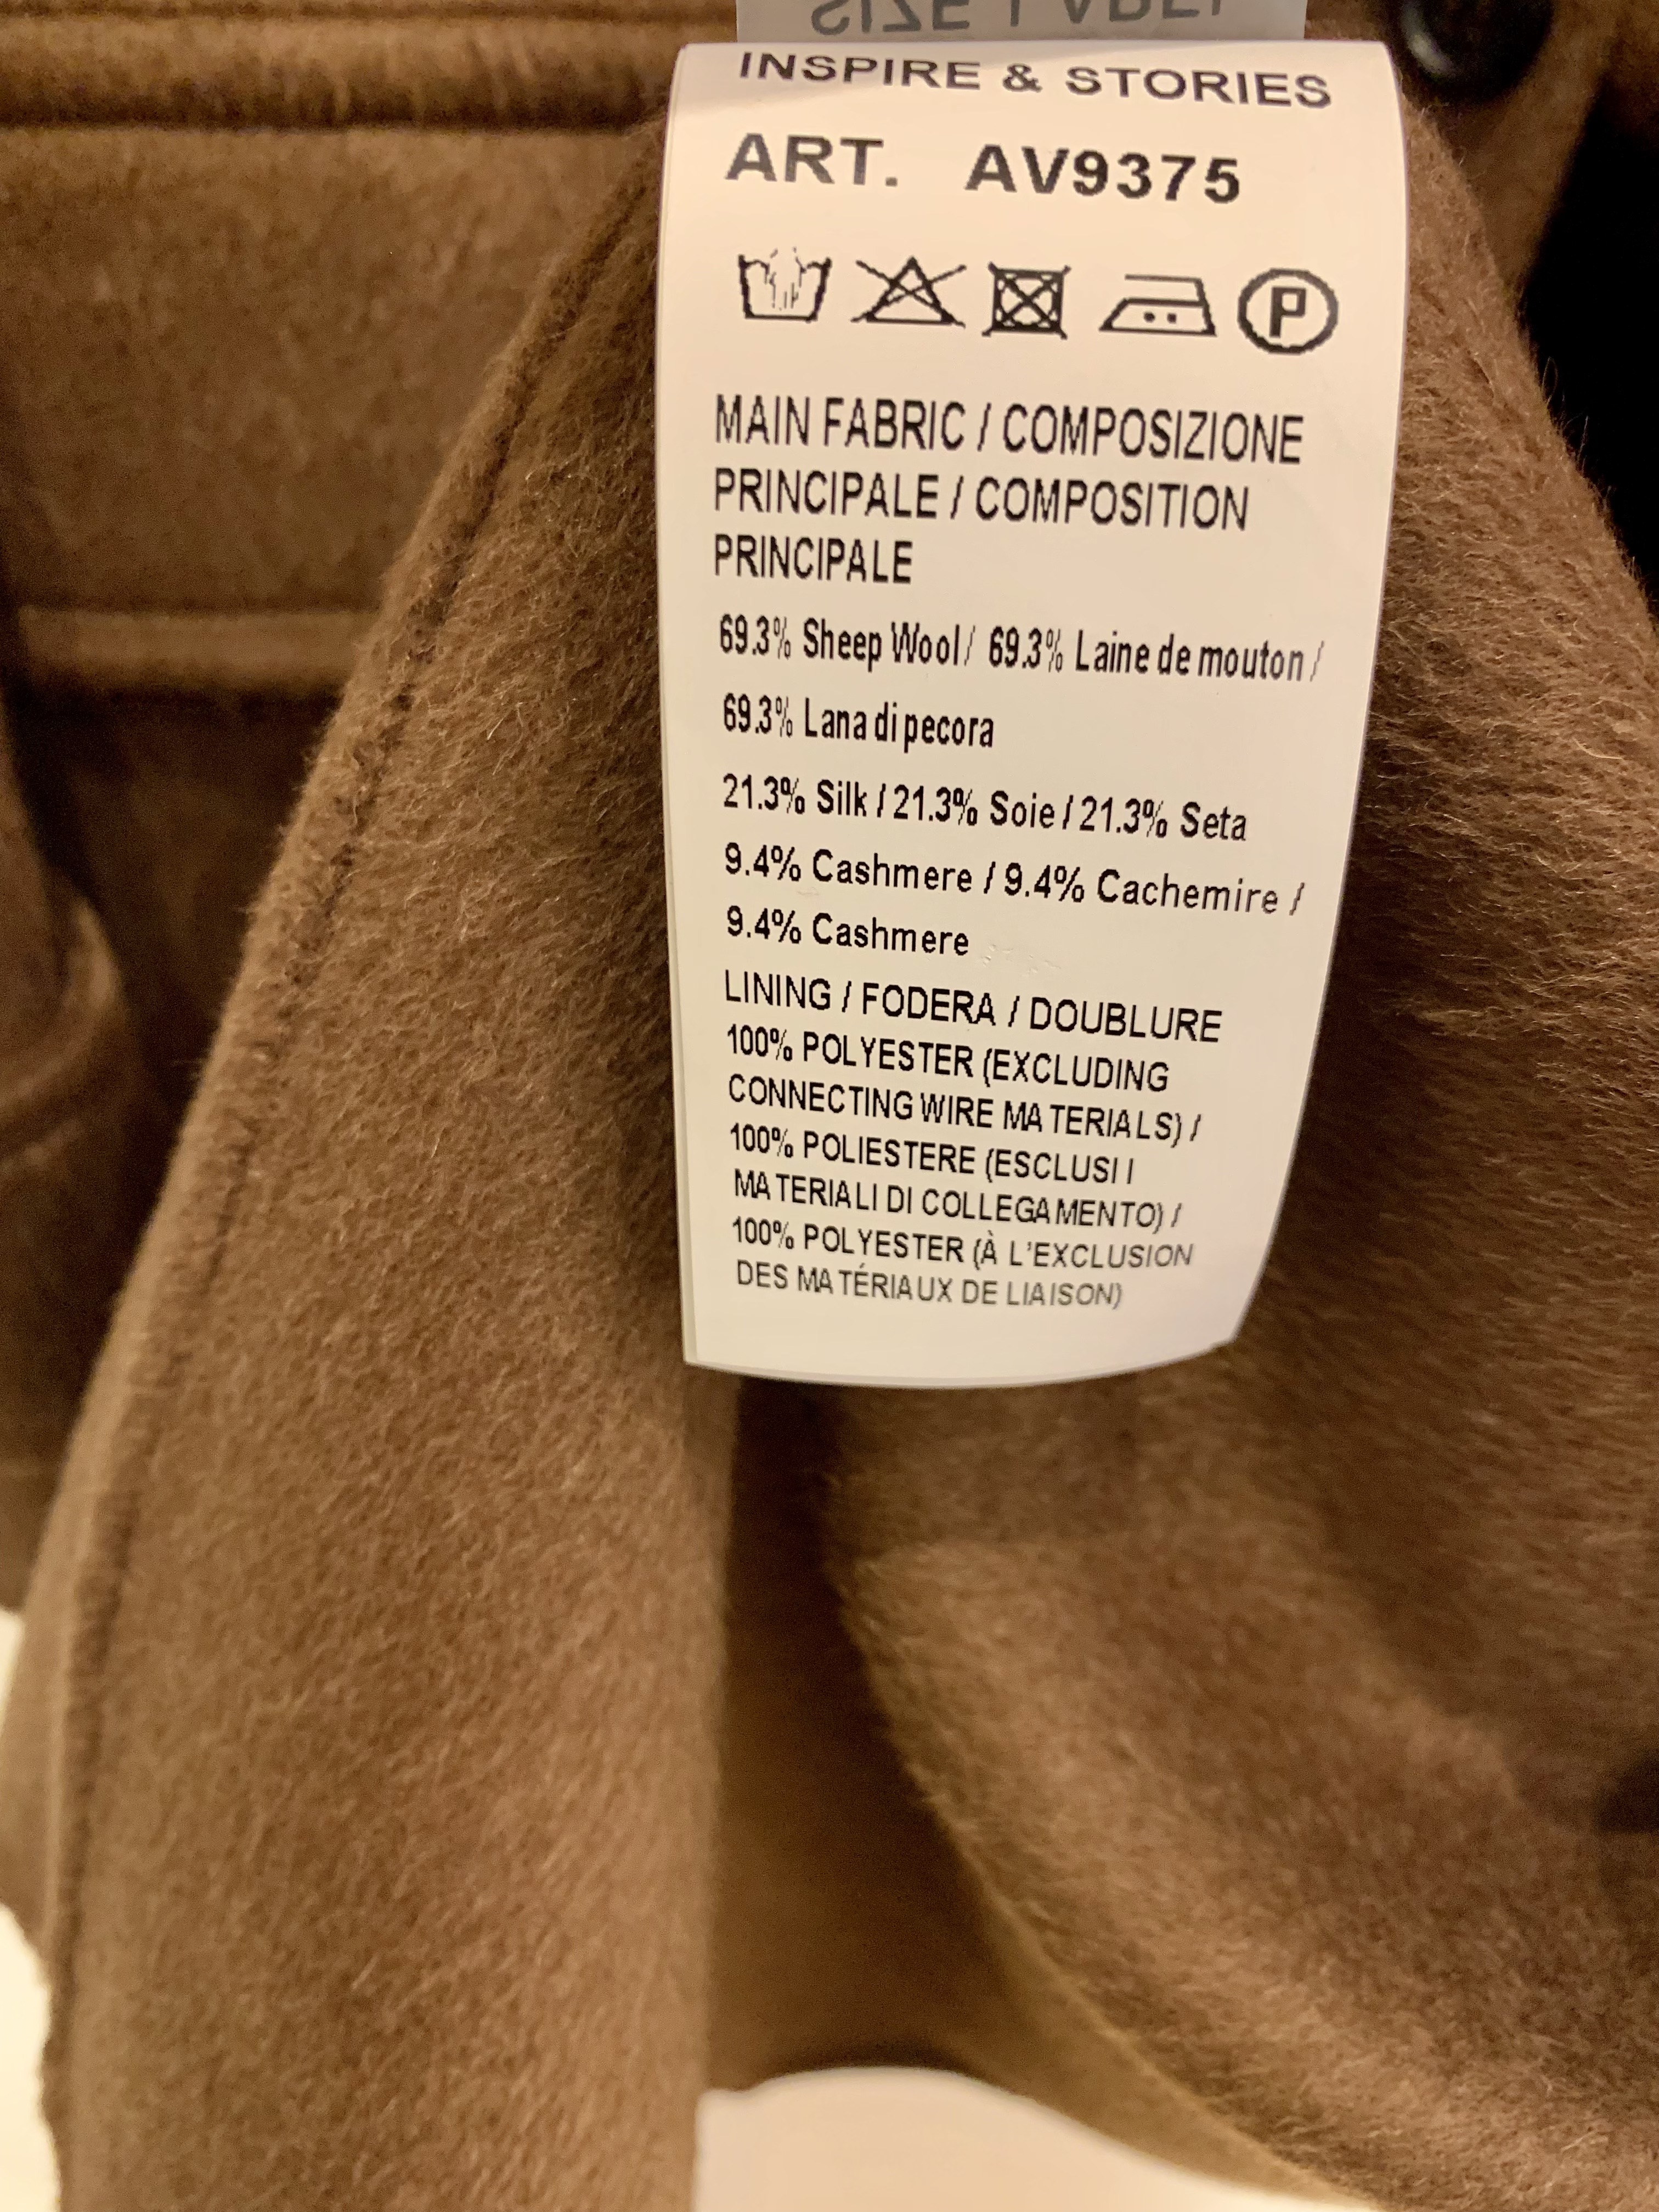 SIZE LABEL
INSPIRE & STORIES
ART. AV9375
MAIN FABRIC / COMPOSIZIONE
PRINCIPALE / COMPOSITION
PRINCIPALE
69.3% Sheep Wool / 69.3% Laine de mouton /
69.3% Lana di pecora
21.3% Silk / 21.3% Soie / 21.3% Seta
9.4% Cashmere / 9.4% Cachemire /
9.4% Cashmere
LINING / FODERA / DOUBLURE
100% POLYESTER (EXCLUDING
CONNECTING WIRE MATERIALS) /
100% POLIESTERE (ESCLUSI I
MATERIALI DI COLLEGAMENTO) /
100% POLYESTER (À L'EXCLUSION
DES MATÉRIAUX DE LIAISON)